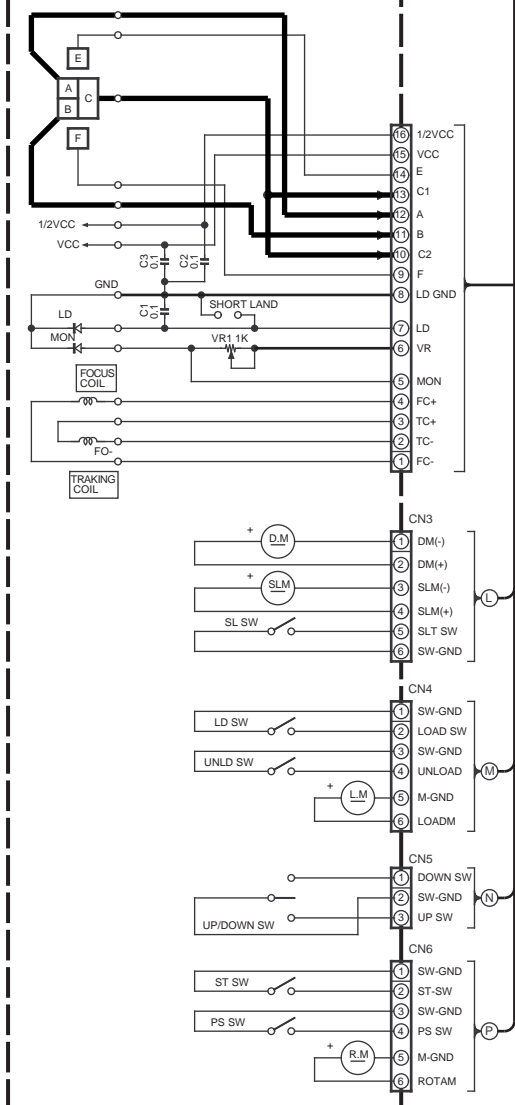 E
A
C
B
F
16 1/2VCC
15 VCC
14 E
13 C1
12 A
11 B
10 C2
9 F
8 LD GND
7 LD
6 VR
5 MON
4 FC+
3 TC+
2 TC-
1 FC-
1/2VCC
VCC
C3 0.1
C2 0.1
GND
C1 0.1
SHORT LAND
LD
MON
VR1 1K
FOCUS
COIL
FO-
TRAKING
COIL
CN3
+ D.M
1 DM(-)
2 DM(+)
+ SLM
3 SLM(-)
4 SLM(+)
SL SW
5 SLT SW
6 SW-GND
L
CN4
1 SW-GND
LD SW
2 LOAD SW
3 SW-GND
UNLD SW
4 UNLOAD
M
+ L.M
5 M-GND
6 LOADM
CN5
1 DOWN SW
2 SW-GND
N
3 UP SW
UP/DOWN SW
CN6
1 SW-GND
ST SW
2 ST-SW
3 SW-GND
PS SW
4 PS SW
P
+ R.M
5 M-GND
6 ROTAM